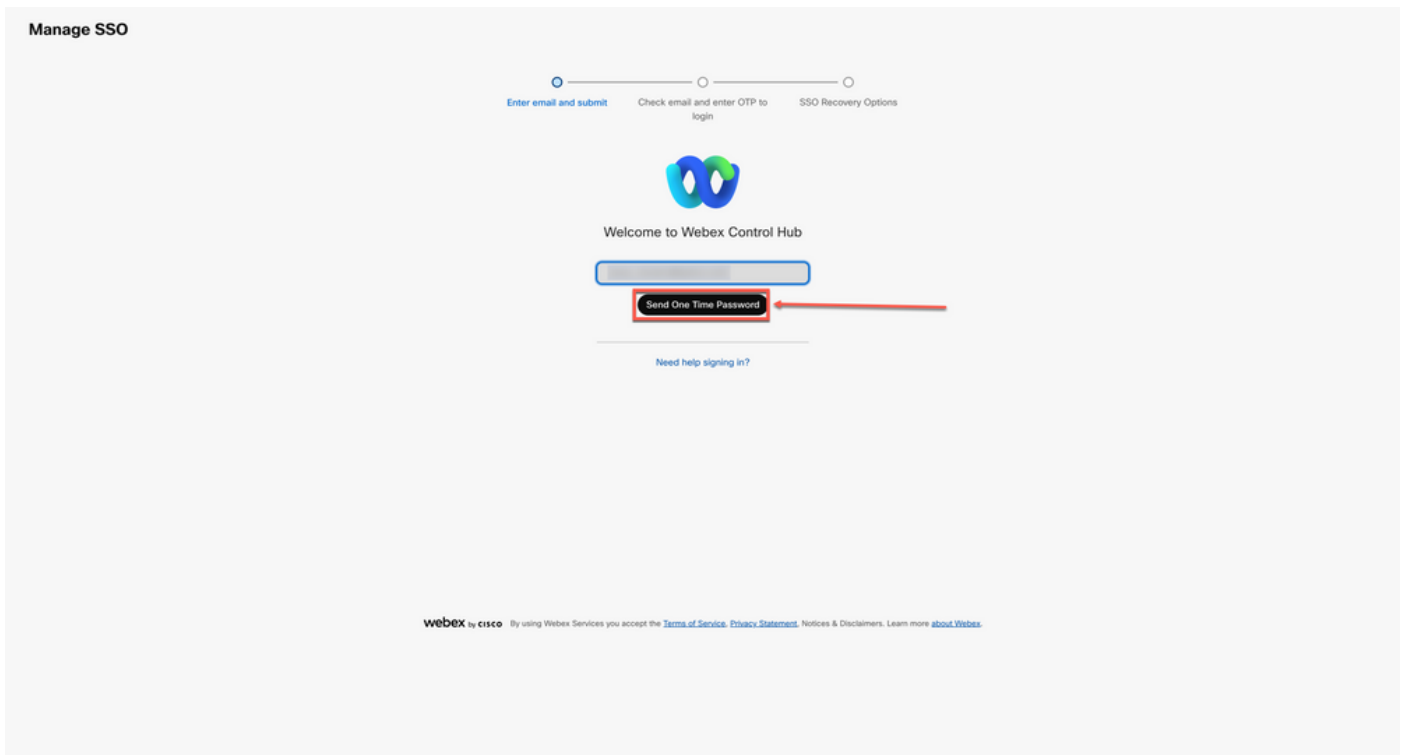 Manage SSO
Enter email and submit
Check email and enter OTP to
login
SSO Recovery Options
Welcome to Webex Control Hub
Send One Time Password
Need help signing in?
webex by CISCO By using Webex Services you accept the Terms of Service, Privacy Statement, Notices & Disclaimers. Learn more about Webex.